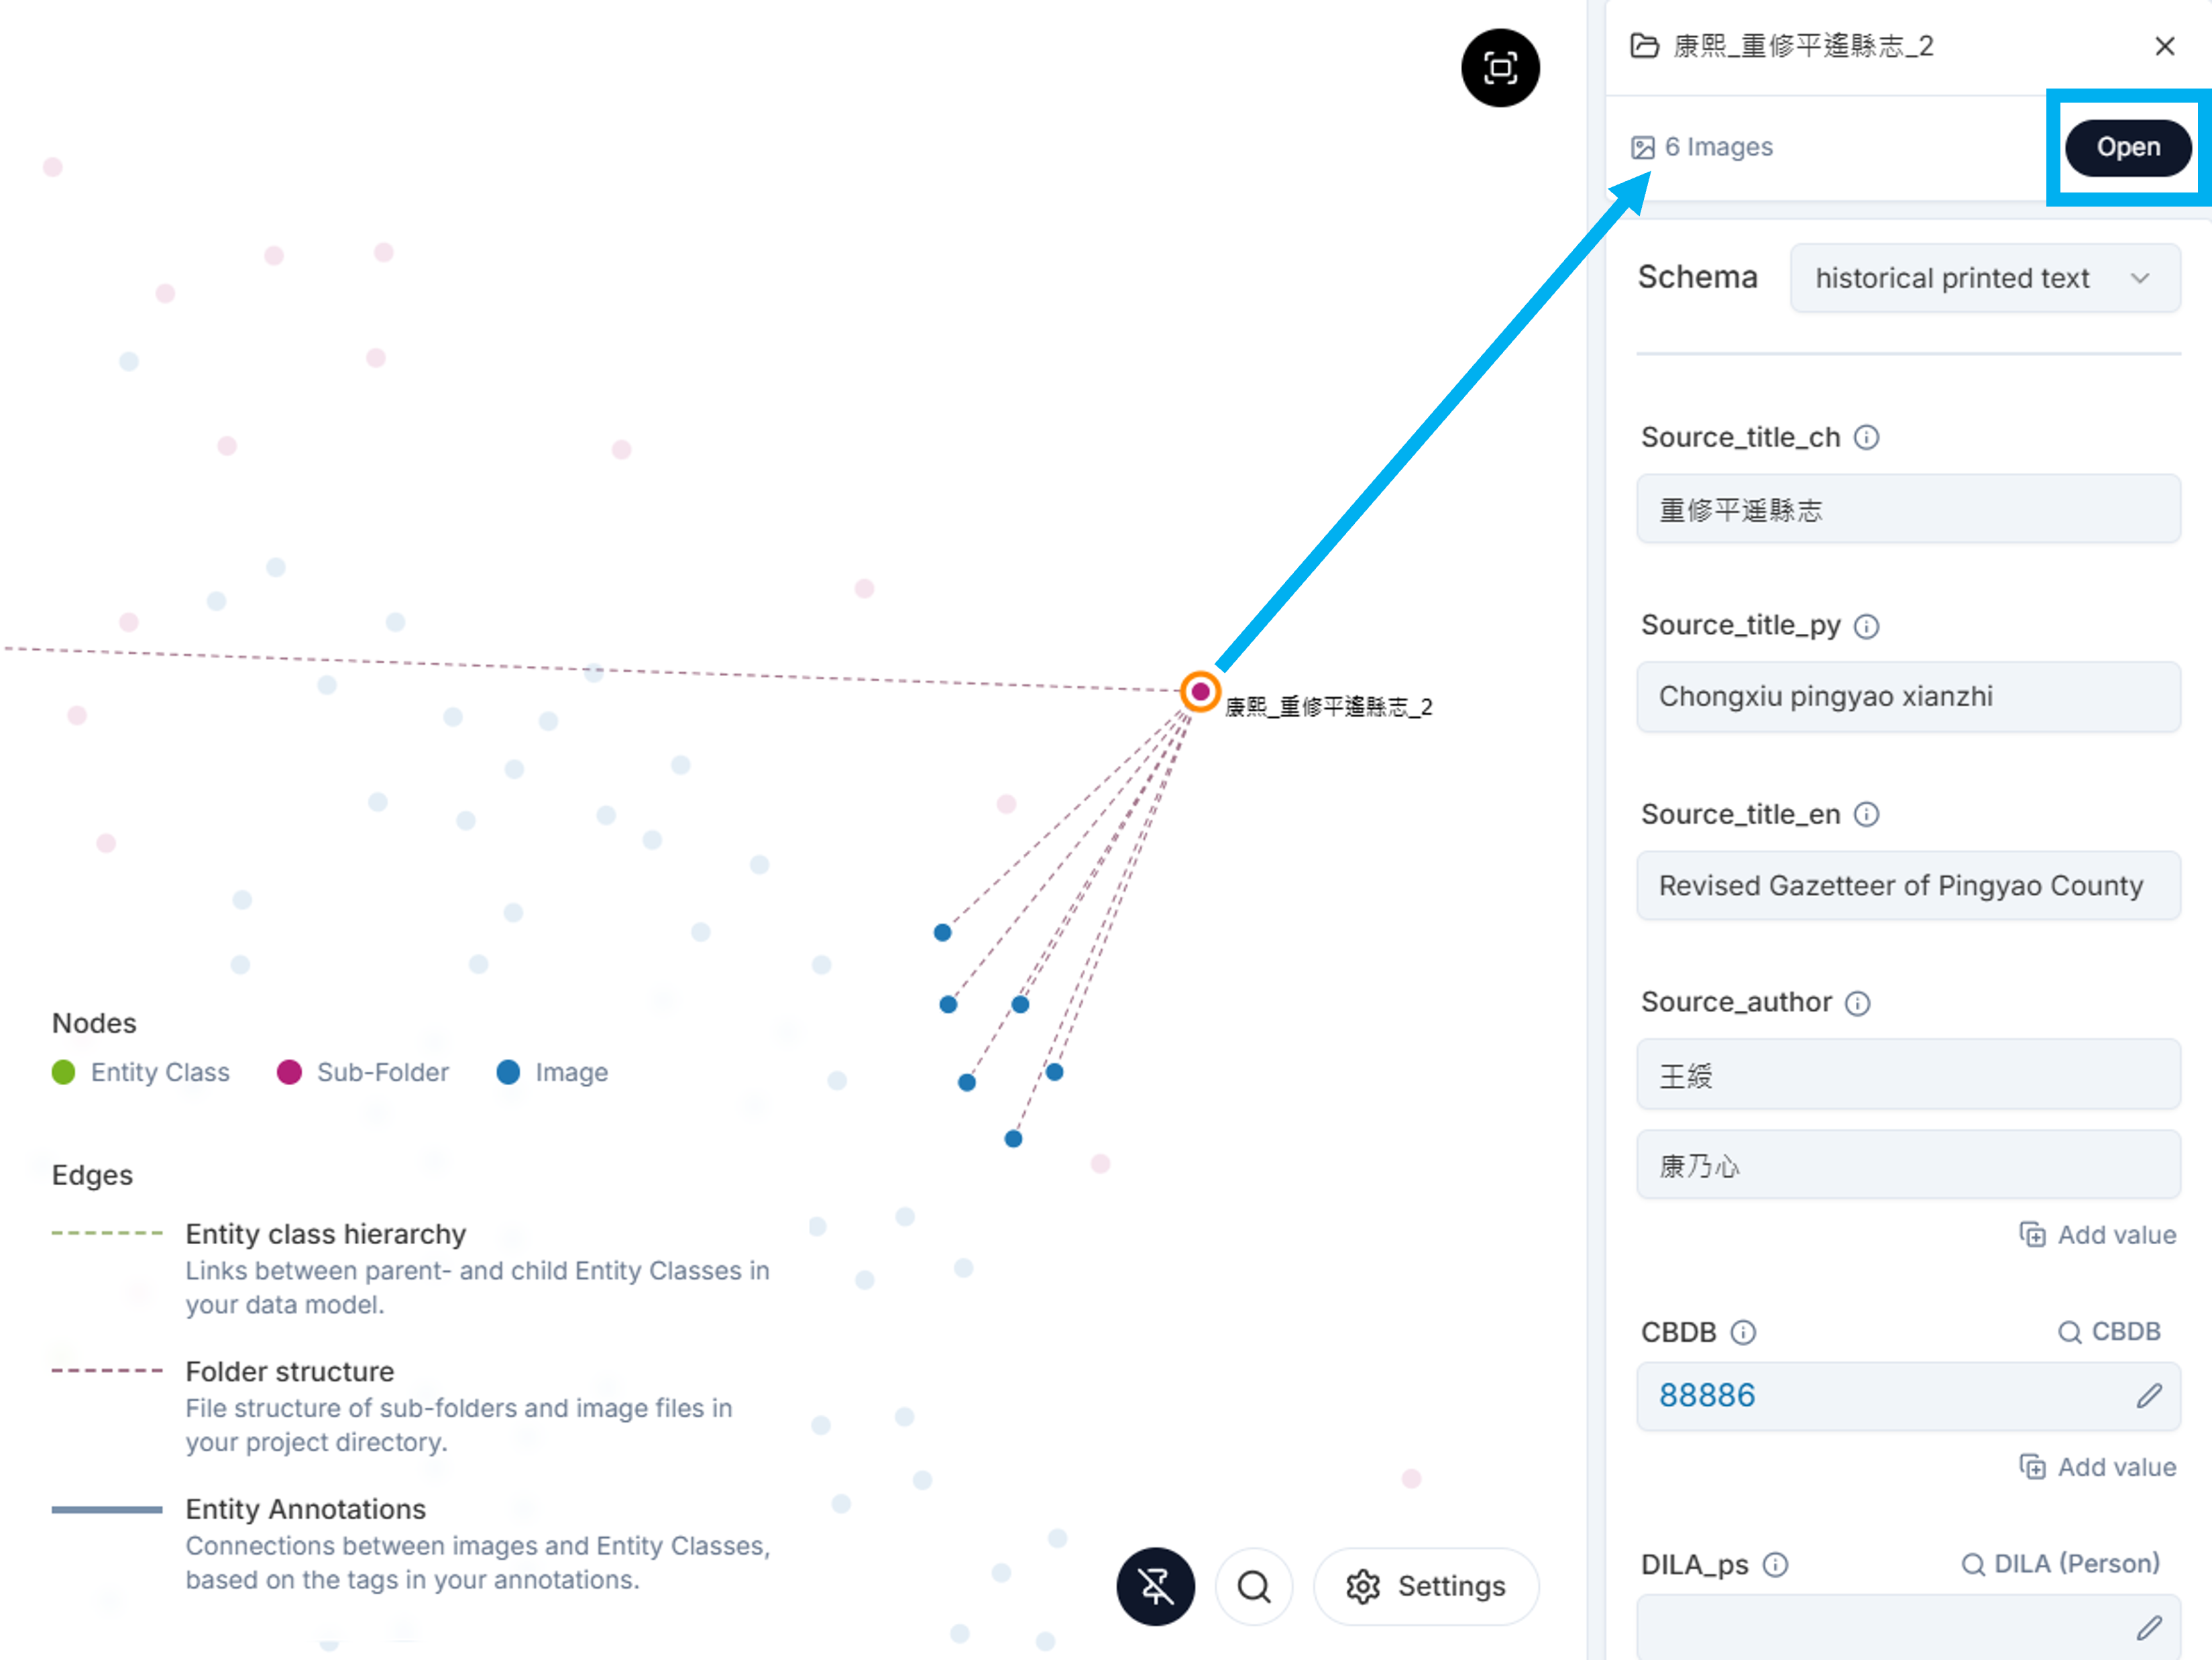 康熙_重修平遙縣志_2
6 Images
Open
Schema
historical printed text
Source_title_ch
重修平遥縣志
Source_title_py
Chongxiu pingyao xianzhi
Source_title_en
Revised Gazetteer of Pingyao County
Source_author
王綬
康乃心
Add value
CBDB
CBDB
88886
Add value
DILA_ps
DILA (Person)
康熙_重修平遙縣志_2
Nodes
Entity Class
Sub-Folder
Image
Edges
Entity class hierarchy
Links between parent- and child Entity Classes in
your data model.
Folder structure
File structure of sub-folders and image files in
your project directory.
Entity Annotations
Connections between images and Entity Classes,
based on the tags in your annotations.
Settings